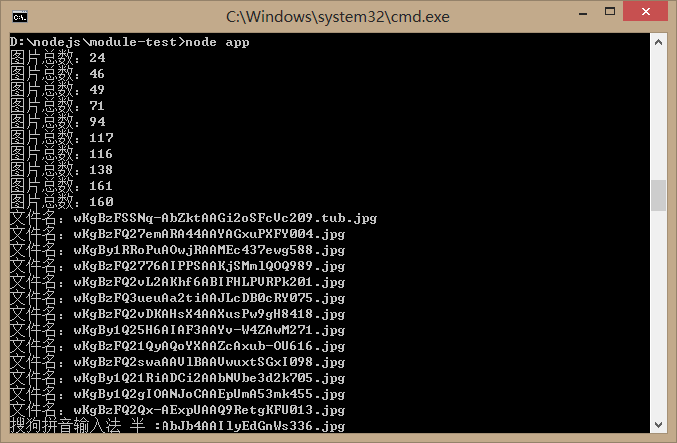 C:\Windows\system32\cmd.exe
D:\nodejs\module-test>node app
图片总数：24
图片总数：46
图片总数：49
图片总数：71
图片总数：94
图片总数：117
图片总数：116
图片总数：138
图片总数：161
图片总数：160
文件名：wKgBzFSSNq-AbZktAAGi2oSFcVc209.tub.jpg
文件名：wKgBzFQ27emARA44AAYAGxuPXFY004.jpg
文件名：wKgBy1RRoPuAOwjRAAMEc437ewg588.jpg
文件名：wKgBzFQ2776AIPPSAAKjSMmlQOQ989.jpg
文件名：wKgBzFQ2vL2AKhf6ABIFHLPVRPk201.jpg
文件名：wKgBzFQ3ueuAa2tiAAJLcDB0cRY075.jpg
文件名：wKgBzFQ2vDKAHsX4AAXusPw9gH8418.jpg
文件名：wKgBy1Q25H6AIAF3AAYv-W4ZAwM271.jpg
文件名：wKgBzFQ21QyAQoYXAAZcAxub-OU616.jpg
文件名：wKgBzFQ2swaAAVlBAAVwuxtSGxI098.jpg
文件名：wKgBy1Q21RiADCi2AAbNVbe3d2k705.jpg
文件名：wKgBy1Q2gIOANJoCAAEpUmA53mk455.jpg
文件名：wKgBzFQ2Qx-AExpUAAQ9RetgKFU013.jpg
搜狗拼音输入法 半 :AbJb4AAIlyEdGnWs336.jpg